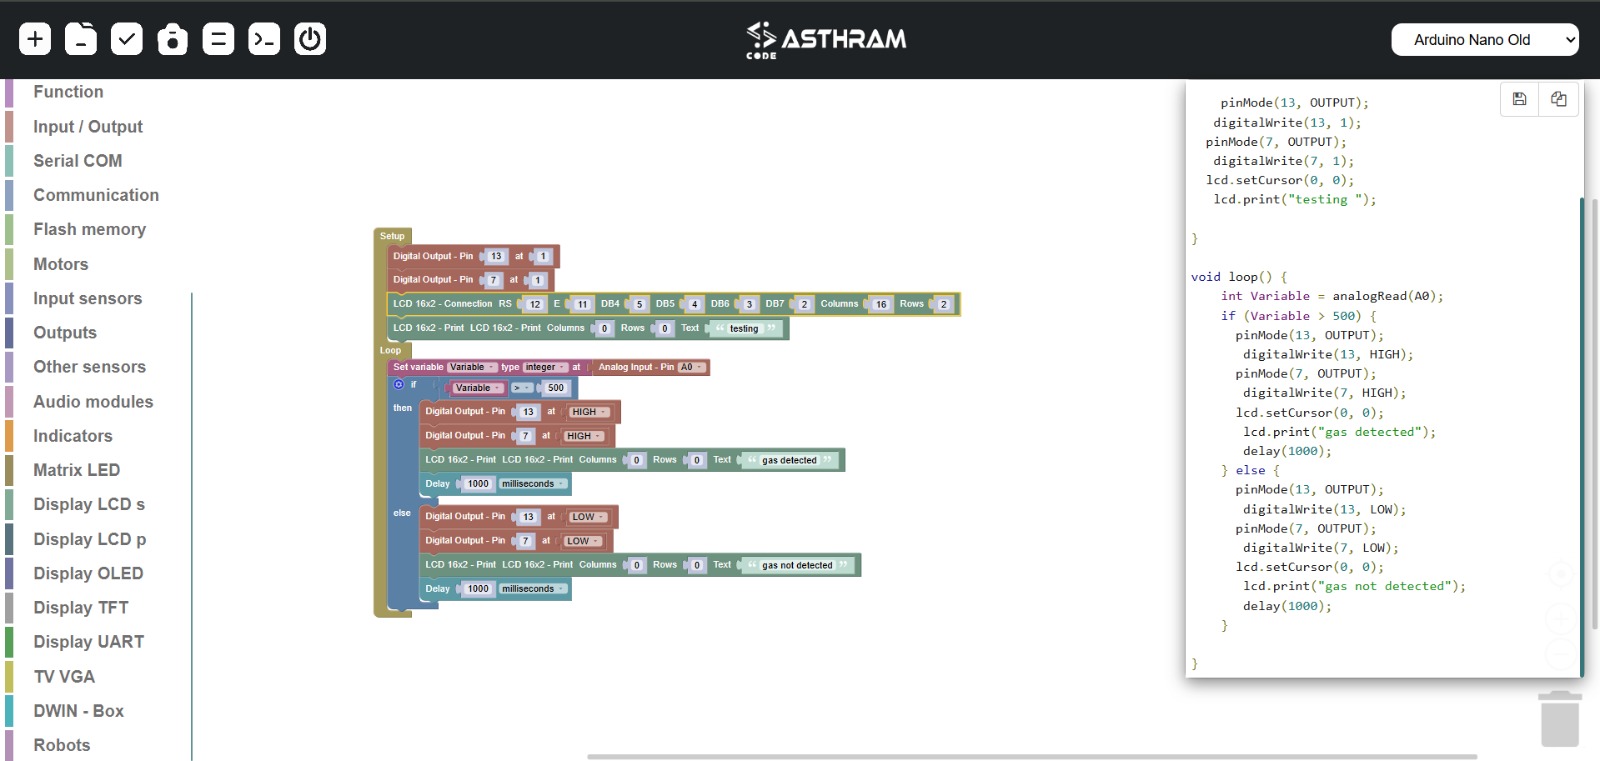 ASTHRAM
CODE
Arduino Nano Old
Function
Input / Output
Serial COM
Communication
Flash memory
Motors
Input sensors
Outputs
Other sensors
Audio modules
Indicators
Matrix LED
Display LCD s
Display LCD p
Display OLED
Display TFT
Display UART
TV VGA
DWIN - Box
Robots
Setup
Digital Output - Pin 13 at 1
Digital Output - Pin 7 at 1
LCD 16x2 - Connection RS 12 E 11 DB4 5 DB5 4 DB6 3 DB7 2 Columns 16 Rows 2
LCD 16x2 - Print LCD 16x2 - Print Columns 0 Rows 0 Text “ testing ”
Loop
Set variable Variable type integer at Analog Input - Pin A0
if Variable > 500
then Digital Output - Pin 13 at HIGH
Digital Output - Pin 7 at HIGH
LCD 16x2 - Print LCD 16x2 - Print Columns 0 Rows 0 Text “ gas detected ”
Delay 1000 milliseconds
else Digital Output - Pin 13 at LOW
Digital Output - Pin 7 at LOW
LCD 16x2 - Print LCD 16x2 - Print Columns 0 Rows 0 Text “ gas not detected ”
Delay 1000 milliseconds
pinMode(13, OUTPUT);
digitalWrite(13, 1);
pinMode(7, OUTPUT);
digitalWrite(7, 1);
lcd.setCursor(0, 0);
lcd.print("testing ");
}
void loop() {
int Variable = analogRead(A0);
if (Variable > 500) {
pinMode(13, OUTPUT);
digitalWrite(13, HIGH);
pinMode(7, OUTPUT);
digitalWrite(7, HIGH);
lcd.setCursor(0, 0);
lcd.print("gas detected");
delay(1000);
} else {
pinMode(13, OUTPUT);
digitalWrite(13, LOW);
pinMode(7, OUTPUT);
digitalWrite(7, LOW);
lcd.setCursor(0, 0);
lcd.print("gas not detected");
delay(1000);
}
}